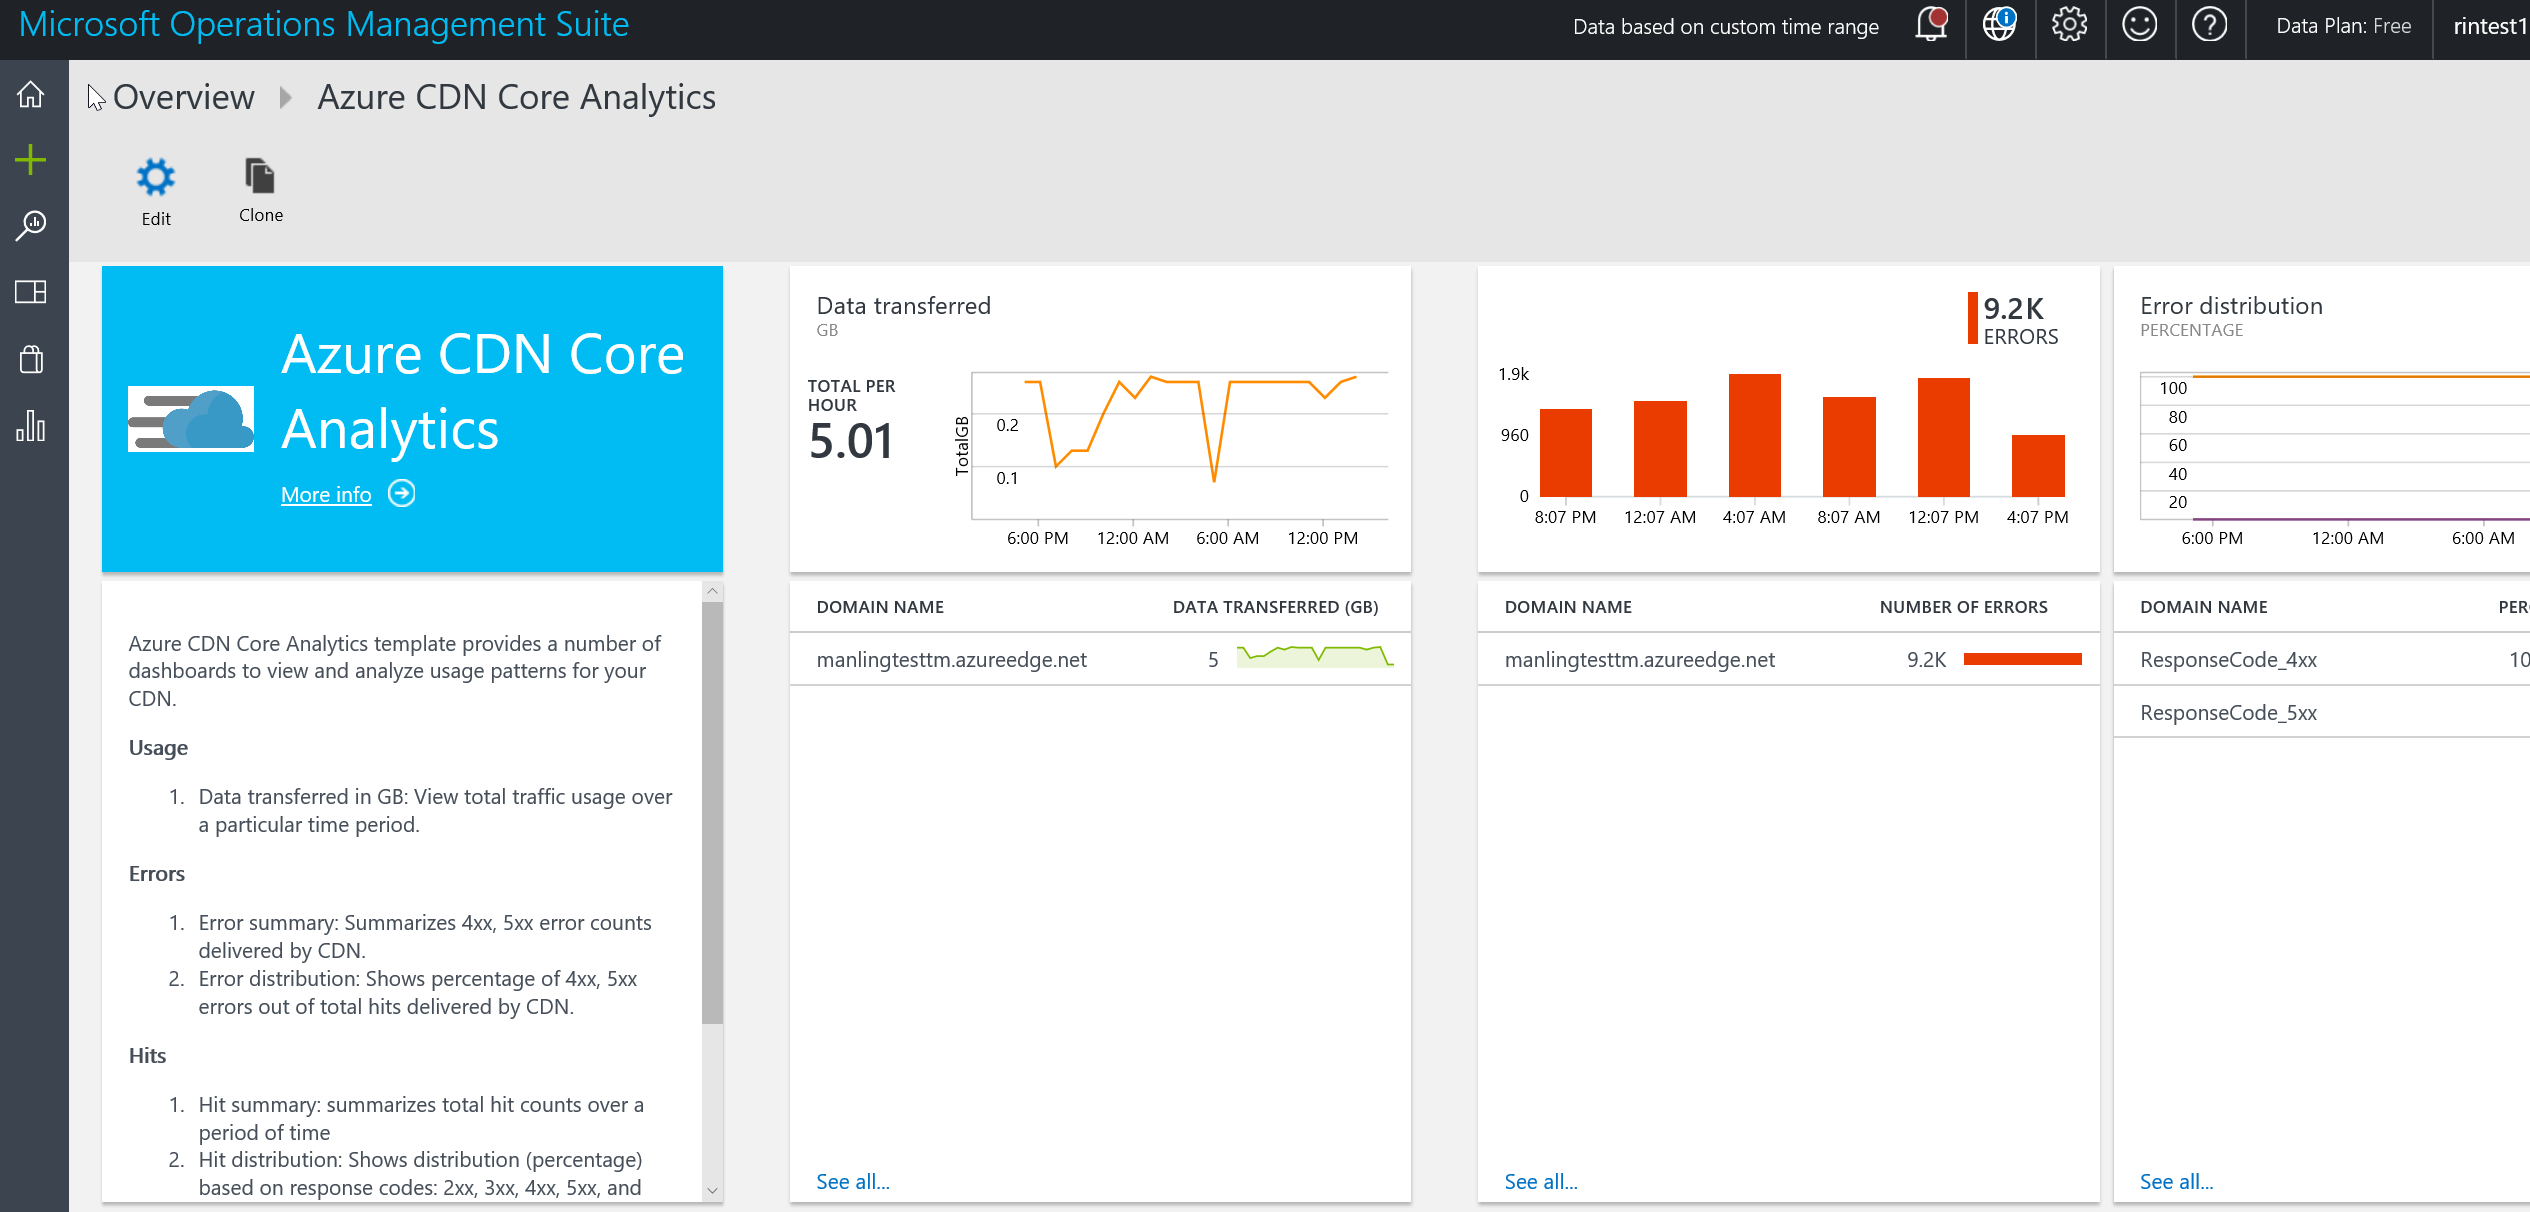 Microsoft Operations Management Suite
Data based on custom time range
Data Plan: Free
rintest1
Overview
Azure CDN Core Analytics
Edit
Clone
Azure CDN Core
Analytics
More info
Azure CDN Core Analytics template provides a number of
dashboards to view and analyze usage patterns for your
CDN.
Usage
1. Data transferred in GB: View total traffic usage over
a particular time period.
Errors
1. Error summary: Summarizes 4xx, 5xx error counts
delivered by CDN.
2. Error distribution: Shows percentage of 4xx, 5xx
errors out of total hits delivered by CDN.
Hits
1. Hit summary: summarizes total hit counts over a
period of time
2. Hit distribution: Shows distribution (percentage)
based on response codes: 2xx, 3xx, 4xx, 5xx, and
Data transferred
GB
TOTAL PER
HOUR
5.01
TotalGB
0.2
0.1
6:00 PM 12:00 AM 6:00 AM 12:00 PM
DOMAIN NAME DATA TRANSFERRED (GB)
manlingtesttm.azureedge.net 5
See all...
9.2K
ERRORS
1.9k
960
0
8:07 PM 12:07 AM 4:07 AM 8:07 AM 12:07 PM 4:07 PM
DOMAIN NAME NUMBER OF ERRORS
manlingtesttm.azureedge.net 9.2K
See all...
Error distribution
PERCENTAGE
100
80
60
40
20
6:00 PM 12:00 AM 6:00 AM
DOMAIN NAME PER
ResponseCode_4xx 10
ResponseCode_5xx
See all...